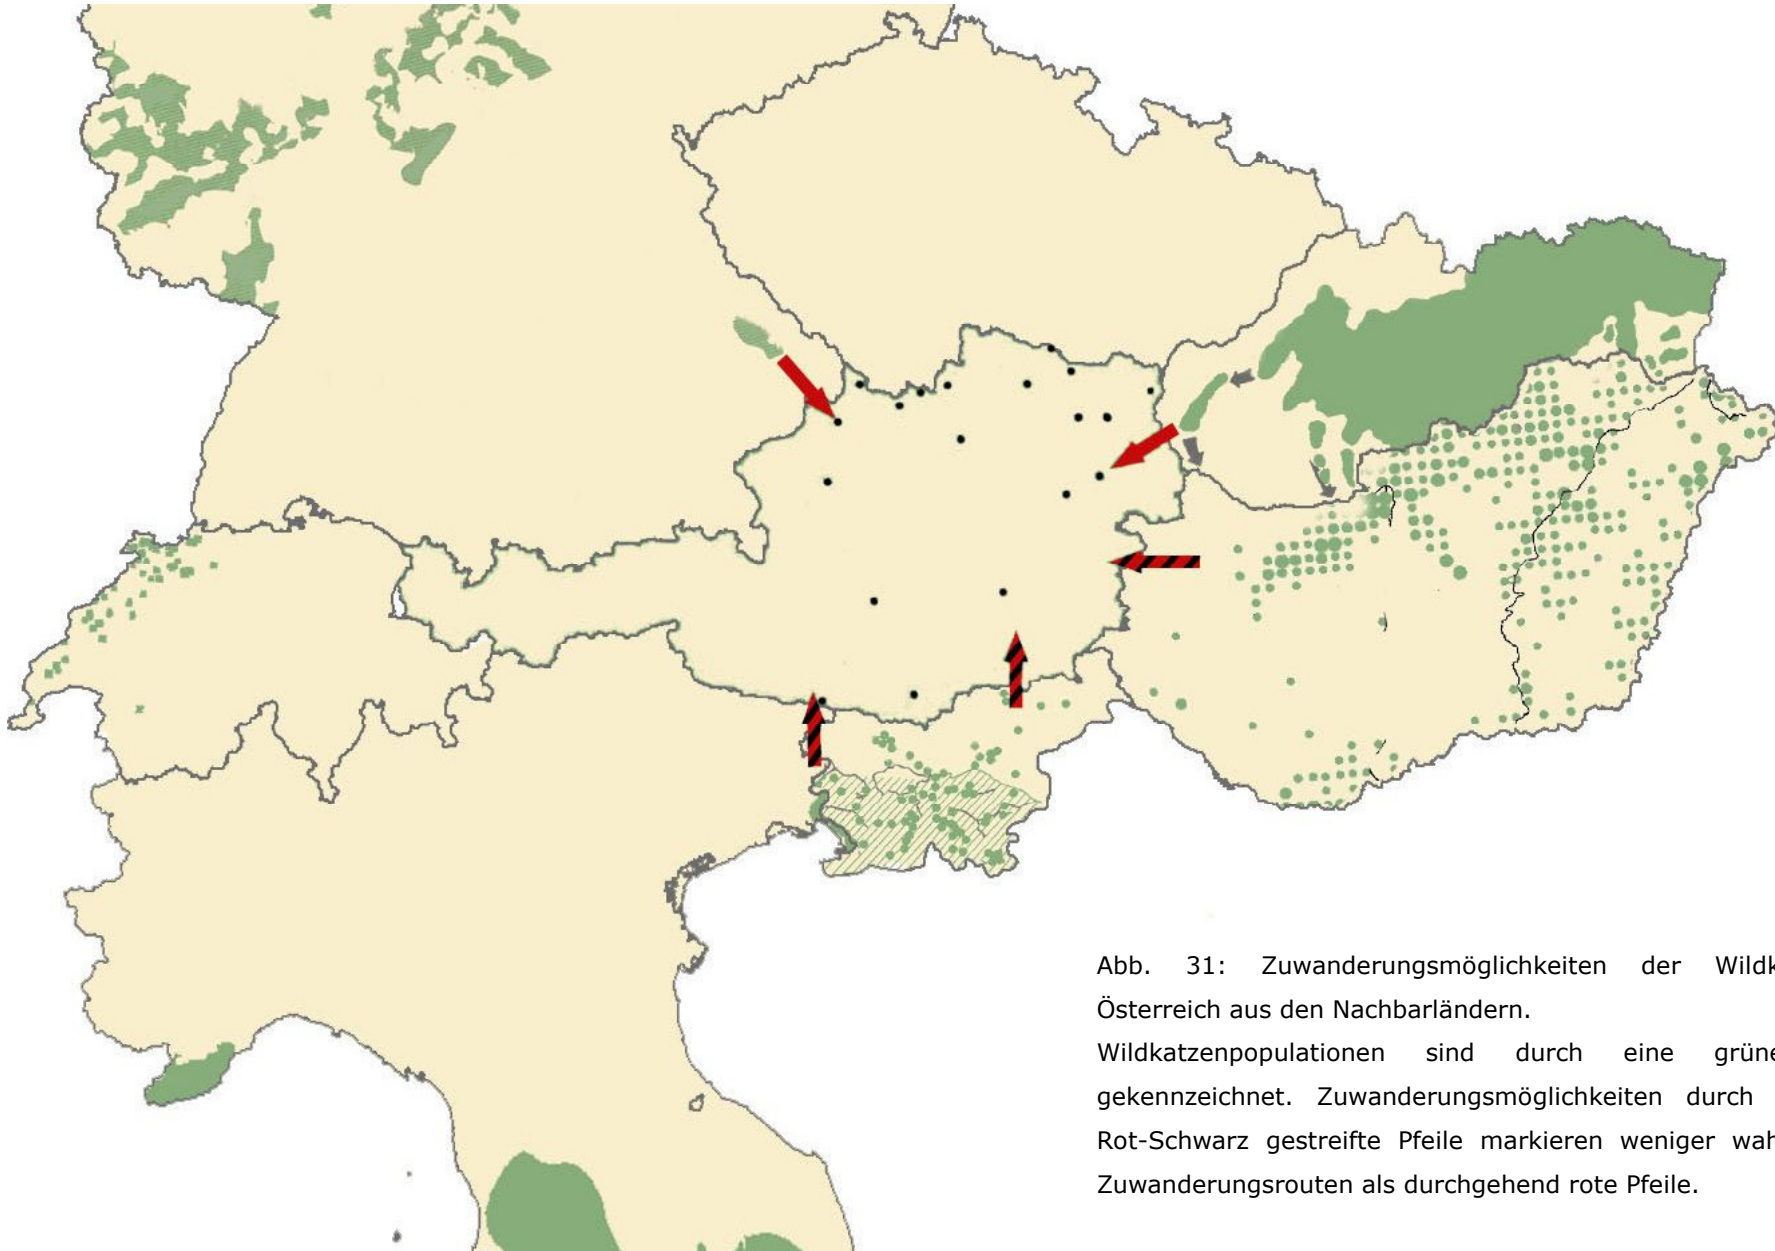 Abb. 31: Zuwanderungsmöglichkeiten der
Österreich aus den Nachbarländern.
Wildkatzenpopulationen sind durch eine
gekennzeichnet. Zuwanderungsmöglichkeiten durch
Rot-Schwarz gestreifte Pfeile markieren weniger
Zuwanderungsrouten als durchgehend rote Pfeile.